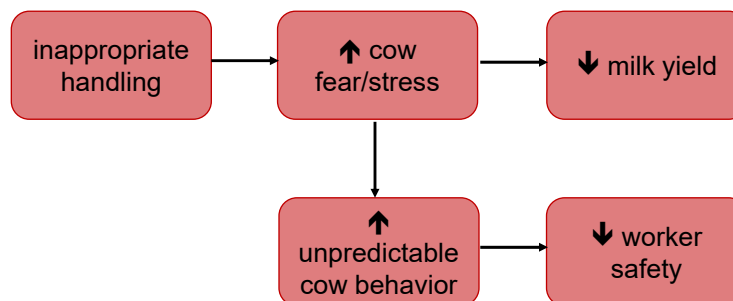 inappropriate
handling
🡹 cow
fear/stress
🡻 milk yield
🡹
unpredictable
cow behavior
🡻 worker
safety